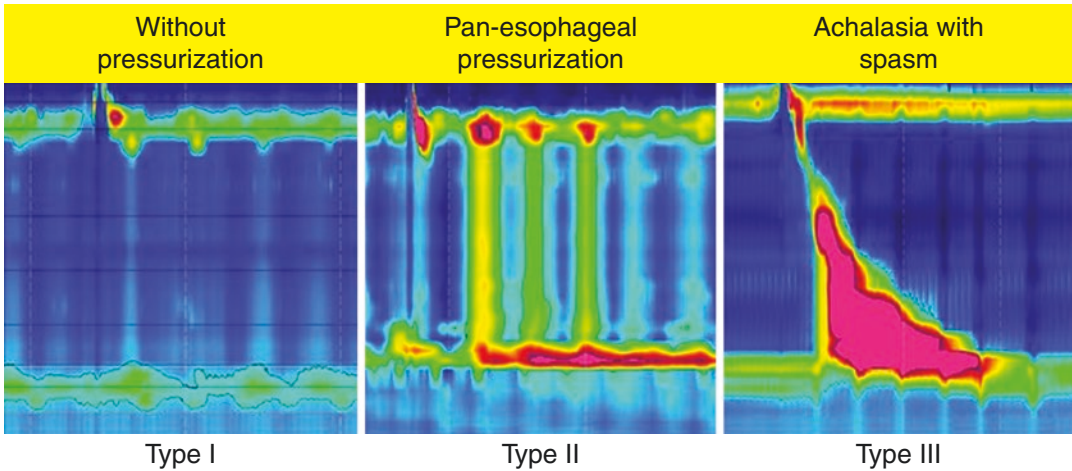 Without
pressurization
Pan-esophageal
pressurization
Achalasia with
spasm
Type I
Type II
Type III